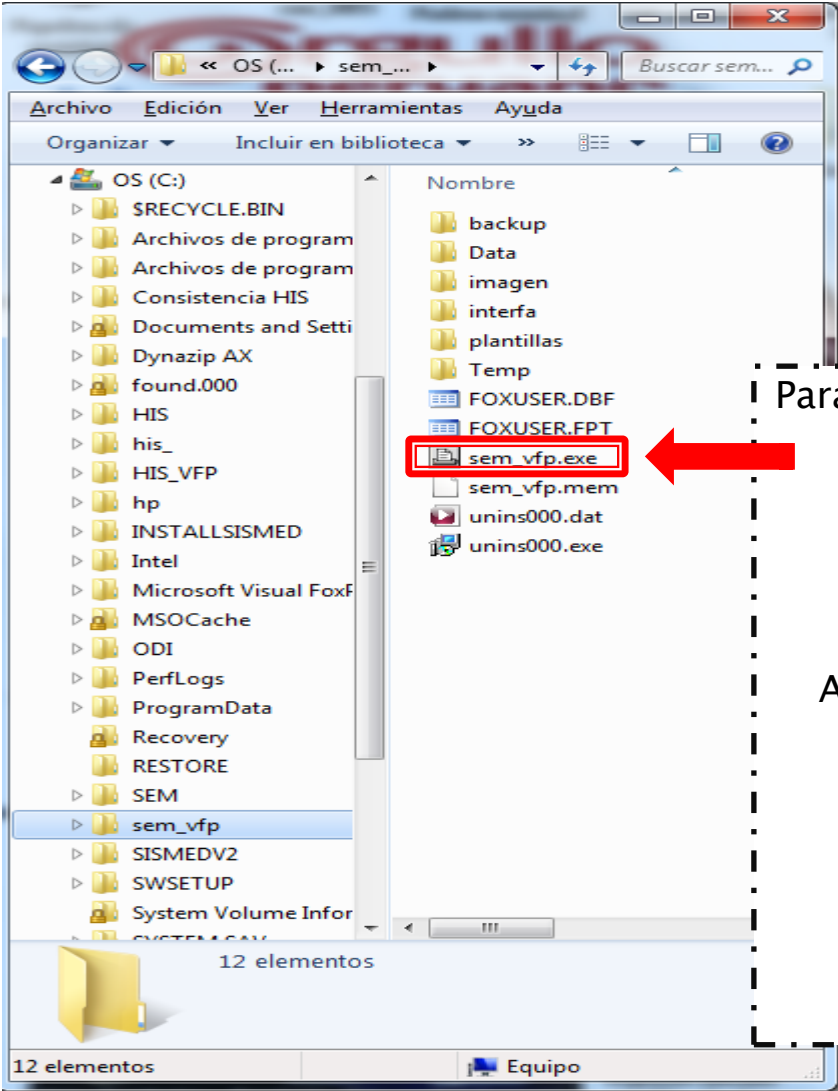 Orgullo
« OS (... ▸ sem_... ▸
Buscar sem...
Archivo Edición Ver Herramientas Ayuda
Organizar Incluir en biblioteca »
OS (C:)
$RECYCLE.BIN
Archivos de program
Archivos de program
Consistencia HIS
Documents and Setti
Dynazip AX
found.000
HIS
his_
HIS_VFP
hp
INSTALLSISMED
Intel
Microsoft Visual FoxP
MSOCache
ODI
PerfLogs
ProgramData
Recovery
RESTORE
SEM
sem_vfp
SISMEDV2
SWSETUP
System Volume Infor
SYSTEM.SAV
Nombre
backup
Data
imagen
interfa
plantillas
Temp
FOXUSER.DBF
FOXUSER.FPT
sem_vfp.exe
sem_vfp.mem
unins000.dat
unins000.exe
Para
A
12 elementos
12 elementos Equipo